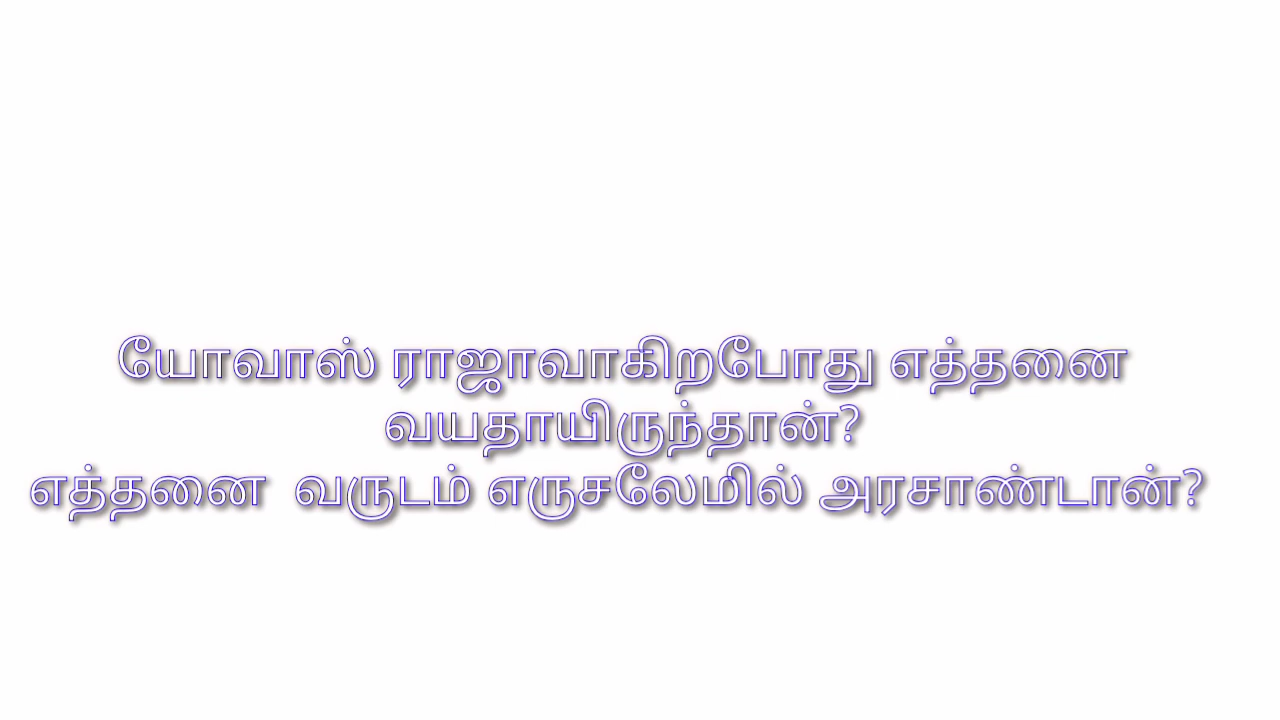 யோவாஸ் ராஜாவாகிறபோது எத்தனை
வயதாயிருந்தான்?
எத்தனை  வருடம் எருசலேமில் அரசாண்டான்?